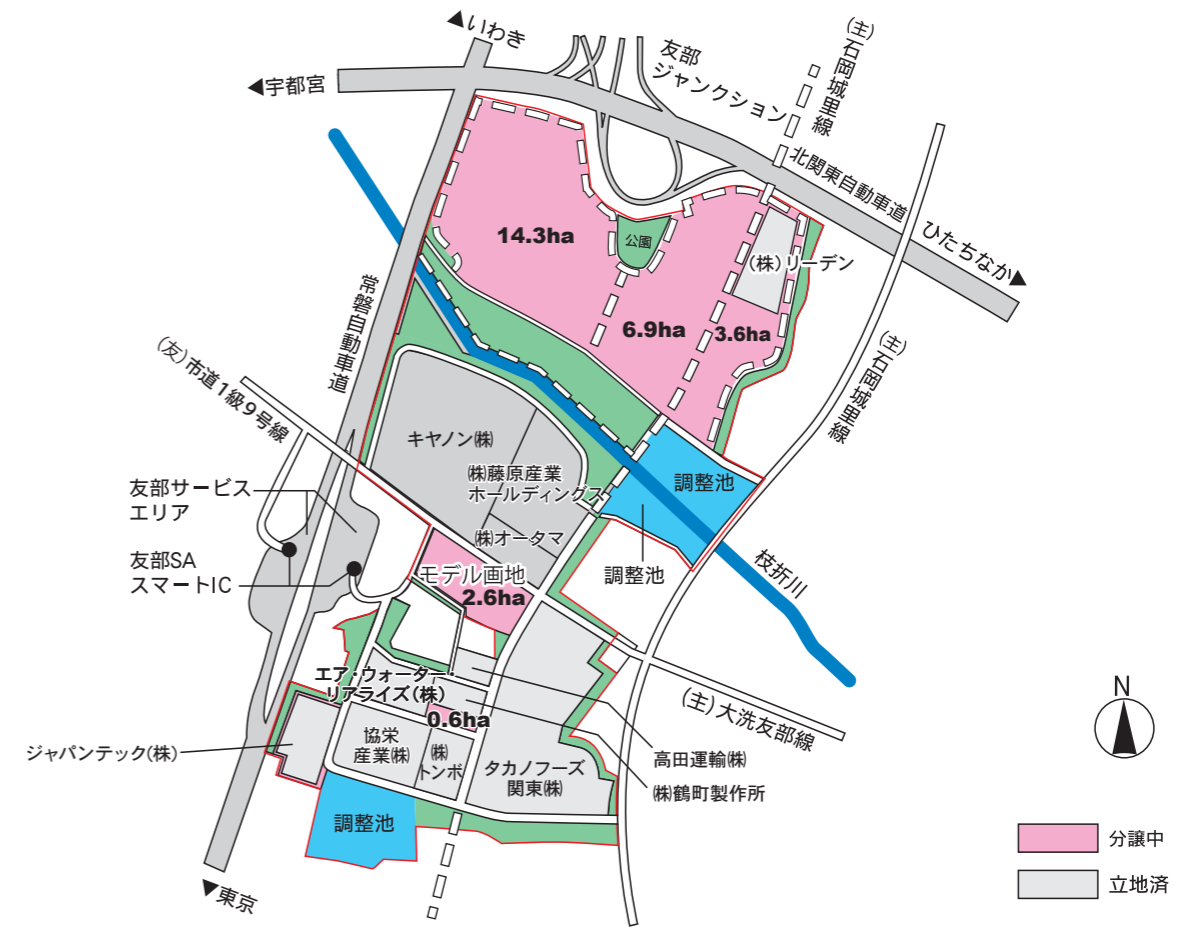 ▲いわき
◀宇都宮
友部
ジャンクション
(主)石岡城里線
北関東自動車道
ひたちなか▶
14.3ha
公園
(株)リーデン
6.9ha
3.6ha
常磐自動車道
(友)市道1級9号線
(主)石岡城里線
キヤノン㈱
㈱藤原産業
ホールディングス
㈱オータマ
調整池
調整池
枝折川
友部サービス
エリア
友部SA
スマートIC
モデル画地
2.6ha
エア・ウォーター・
リアライズ(株)
0.6ha
(主)大洗友部線
ジャパンテック(株)
協栄
産業㈱
㈱
トンボ
タカノフーズ
関東㈱
高田運輸㈱
㈱鶴町製作所
調整池
▼東京
N
分譲中
立地済